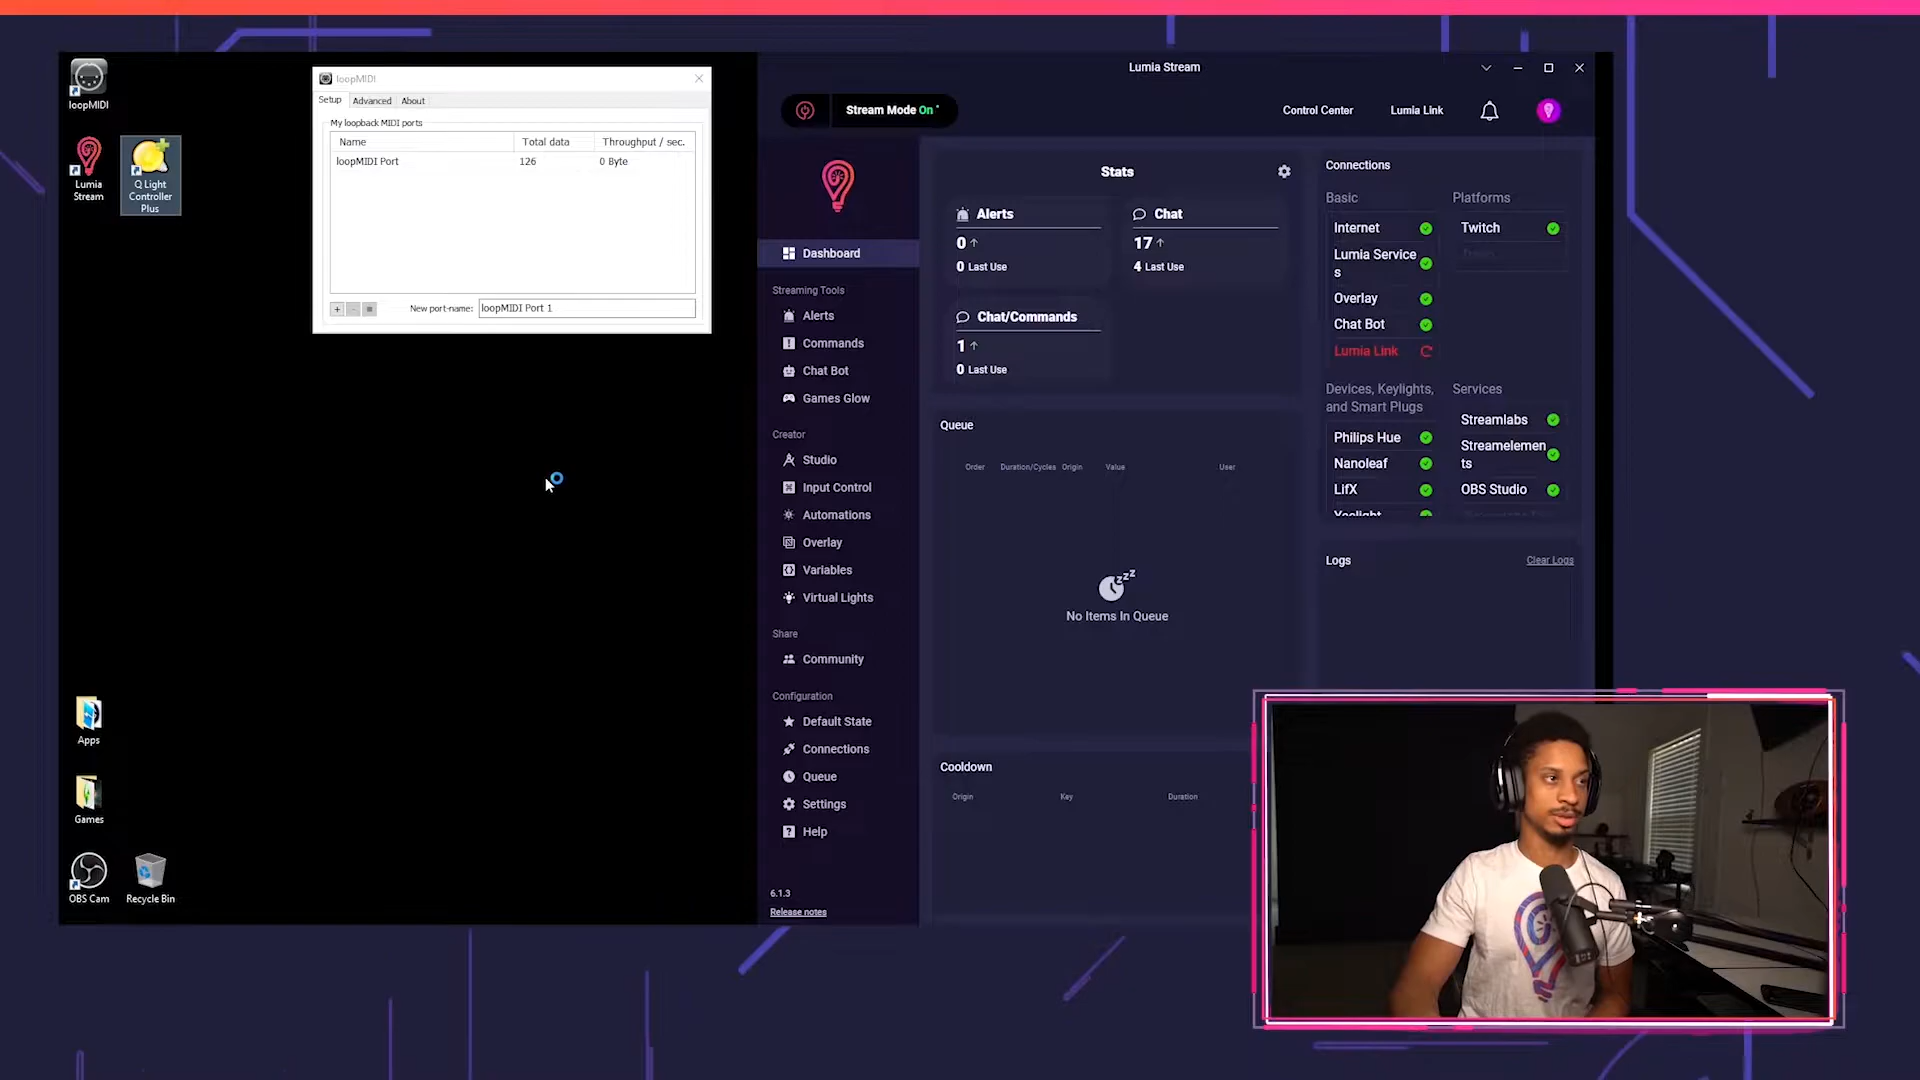 loopMIDI
Lumia
Stream
Q Light
Controller
Plus
Apps
Games
OBS Cam
Recycle Bin
loopMIDI
Setup
Advanced
About
My loopback MIDI ports
Name
Total data
Throughput / sec.
loopMIDI Port
126
0 Byte
+
-
New port-name:
loopMIDI Port 1
Lumia Stream
Stream Mode On
Control Center
Lumia Link
Dashboard
Streaming Tools
Alerts
Commands
Chat Bot
Games Glow
Creator
Studio
Input Control
Automations
Overlay
Variables
Virtual Lights
Share
Community
Configuration
Default State
Connections
Queue
Settings
Help
6.1.3
Release notes
Stats
Alerts
0
0 Last Use
Chat
17
4 Last Use
Chat/Commands
1
0 Last Use
Queue
Order
Duration/Cycles
Origin
Value
User
zzz
No Items In Queue
Cooldown
Origin
Key
Duration
Connections
Basic
Internet
Lumia Service
s
Overlay
Chat Bot
Lumia Link
Platforms
Twitch
Devices, Keylights,
and Smart Plugs
Philips Hue
Nanoleaf
LifX
Yeelight
Services
Streamlabs
Streamelemen
ts
OBS Studio
Logs
Clear Logs